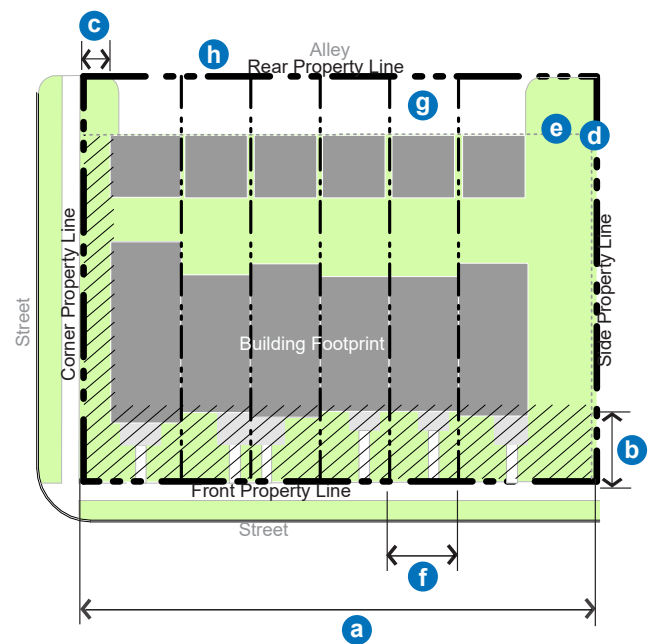 c
Alley
h
Rear Property Line
g
e
d
Corner Property Line
Street
Side Property Line
Building Footprint
b
Front Property Line
Street
f
a